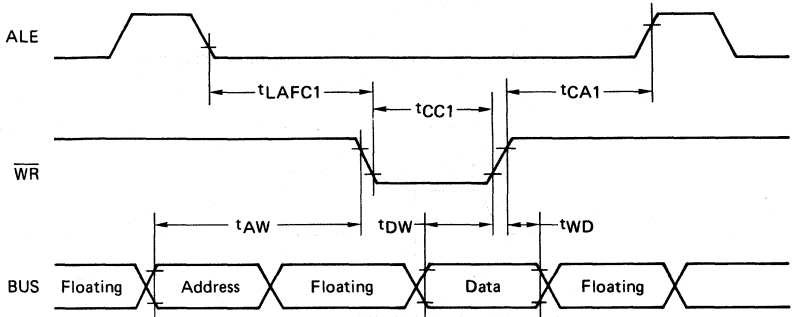 ALE
tLAFC1
tCC1
tCA1
WR
tAW
tDW
tWD
BUS
Floating
Address
Floating
Data
Floating